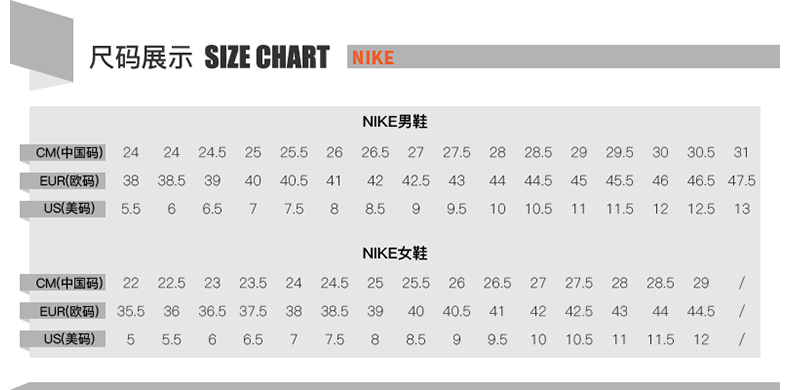 尺码展示 SIZE CHART NIKE
NIKE男鞋
CM(中国码) 24 24 24.5 25 25.5 26 26.5 27 27.5 28 28.5 29 29.5 30 30.5 31
EUR(欧码) 38 38.5 39 40 40.5 41 42 42.5 43 44 44.5 45 45.5 46 46.5 47.5
US(美码) 5.5 6 6.5 7 7.5 8 8.5 9 9.5 10 10.5 11 11.5 12 12.5 13
NIKE女鞋
CM(中国码) 22 22.5 23 23.5 24 24.5 25 25.5 26 26.5 27 27.5 28 28.5 29 /
EUR(欧码) 35.5 36 36.5 37.5 38 38.5 39 40 40.5 41 42 42.5 43 44 44.5 /
US(美码) 5 5.5 6 6.5 7 7.5 8 8.5 9 9.5 10 10.5 11 11.5 12 /